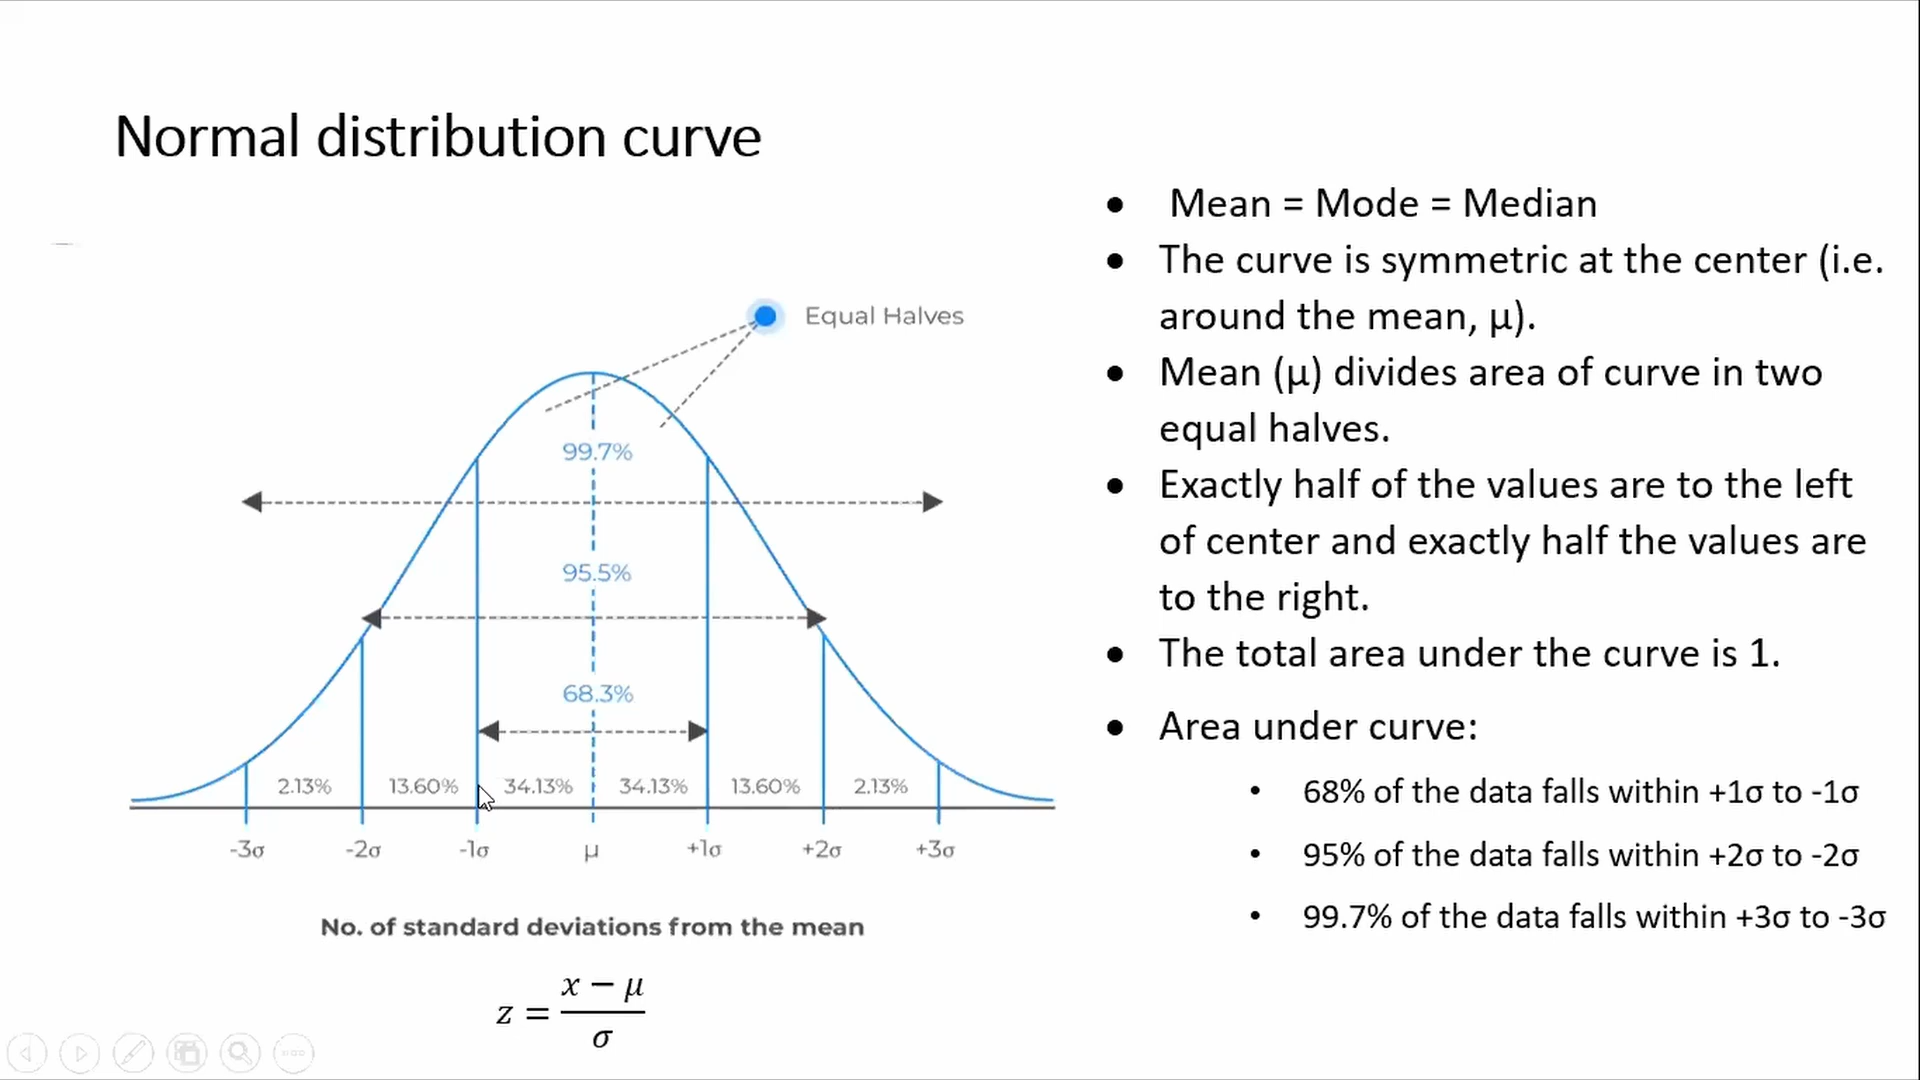 Normal distribution curve
Equal Halves
99.7%
95.5%
68.3%
2.13% 13.60% 34.13% 34.13% 13.60% 2.13%
-3σ -2σ -1σ μ +1σ +2σ +3σ
No. of standard deviations from the mean
z = (x − μ) / σ
• Mean = Mode = Median
• The curve is symmetric at the center (i.e.
around the mean, μ).
• Mean (μ) divides area of curve in two
equal halves.
• Exactly half of the values are to the left
of center and exactly half the values are
to the right.
• The total area under the curve is 1.
• Area under curve:
• 68% of the data falls within +1σ to -1σ
• 95% of the data falls within +2σ to -2σ
• 99.7% of the data falls within +3σ to -3σ